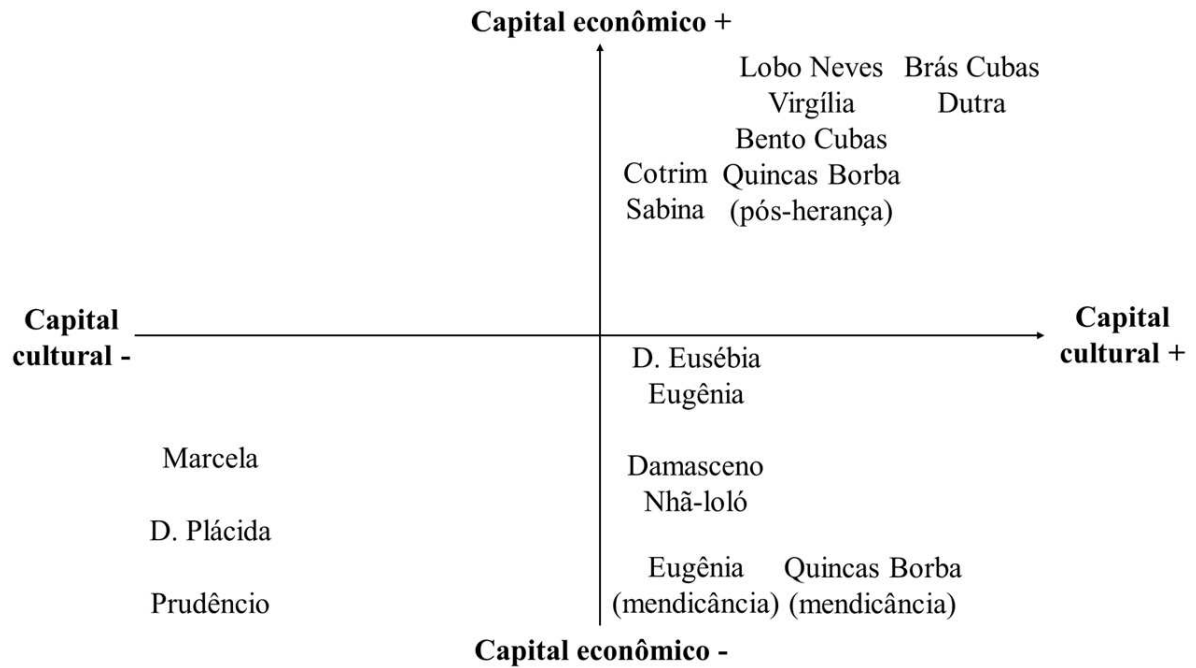 Capital econômico +
Lobo Neves Brás Cubas
Virgília Dutra
Bento Cubas
Cotrim Quincas Borba
Sabina (pós-herança)
Capital
cultural -
Capital
cultural +
D. Eusébia
Eugênia
Marcela
Damasceno
Nhã-loló
D. Plácida
Eugênia Quincas Borba
Prudêncio (mendicância) (mendicância)
Capital econômico -